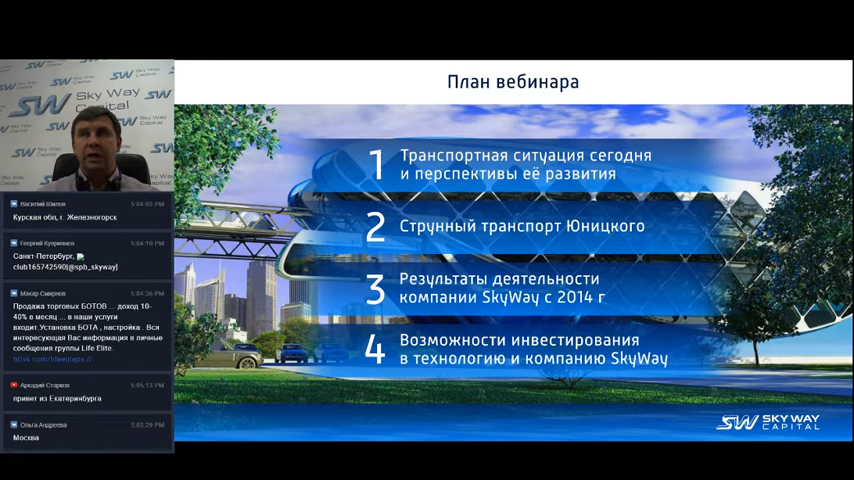 План вебинара
1 Транспортная ситуация сегодня
и перспективы её развития
2 Струнный транспорт Юницкого
3 Результаты деятельности
компании SkyWay с 2014 г
4 Возможности инвестирования
в технологию и компанию SkyWay
SW SKY WAY
CAPITAL
SW Sky Way
Capital
Василий Шилов 5:04:03 PM
Курская обл, г. Железногорск
Георгий Куприянов 5:04:10 PM
Санкт-Петербург,
club165742590|@spb_skyway|
Макар Смирнов 5:04:36 PM
Продажа торговых БОТОВ ... доход 10-
40% в месяц ... в наши услуги
входит.Установка БОТА , настройка . Вся
интересующая Вас информация в личные
сообщения группы Life Elite.
Аркадий Старков 5:05:13 PM
привет из Екатеринбурга
Ольга Андреева 5:05:29 PM
Москва